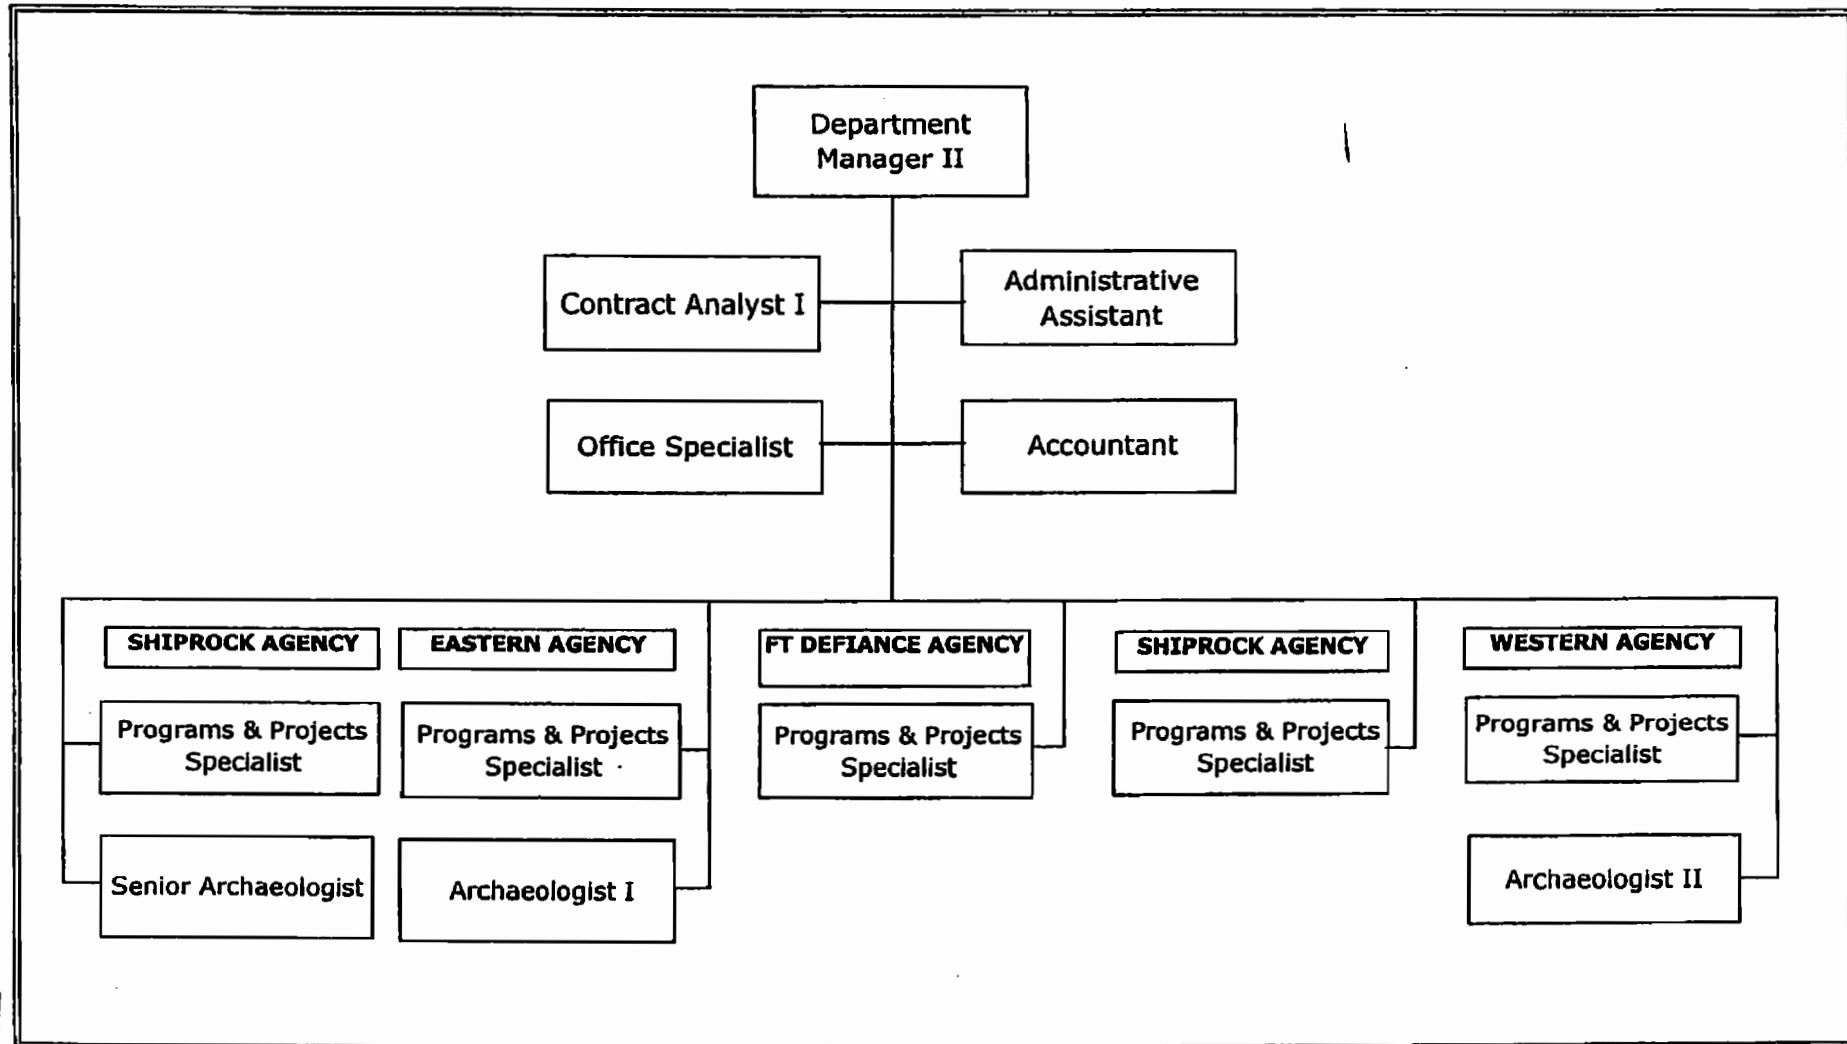 Department
Manager II
Contract Analyst I
Administrative
Assistant
Office Specialist
Accountant
SHIPROCK AGENCY
EASTERN AGENCY
FT DEFIANCE AGENCY
SHIPROCK AGENCY
WESTERN AGENCY
Programs & Projects
Specialist
Programs & Projects
Specialist
Programs & Projects
Specialist
Programs & Projects
Specialist
Programs & Projects
Specialist
Senior Archaeologist
Archaeologist I
Archaeologist II